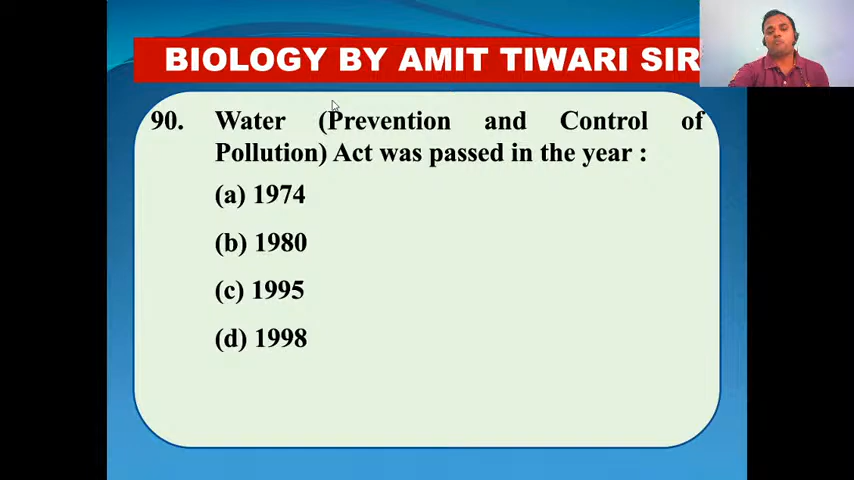 BIOLOGY BY AMIT TIWARI SIR
90. Water (Prevention and Control of
Pollution) Act was passed in the year :
(a) 1974
(b) 1980
(c) 1995
(d) 1998